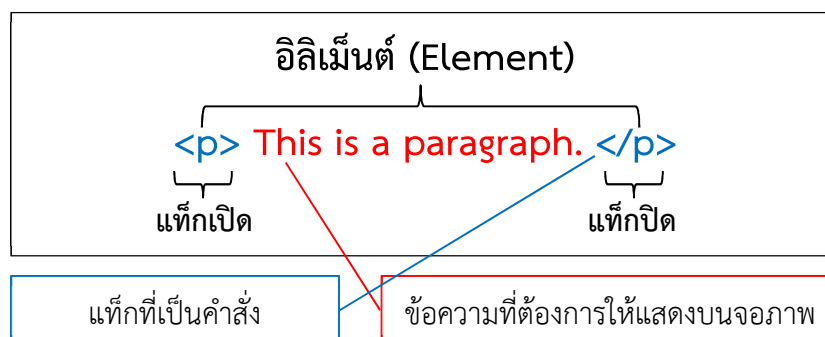 อิลิเม็นต์ (Element)
<p> This is a paragraph. </p>
แท็กเปิด แท็กปิด
แท็กที่เป็นคำสั่ง ข้อความที่ต้องการให้แสดงบนจอภาพ